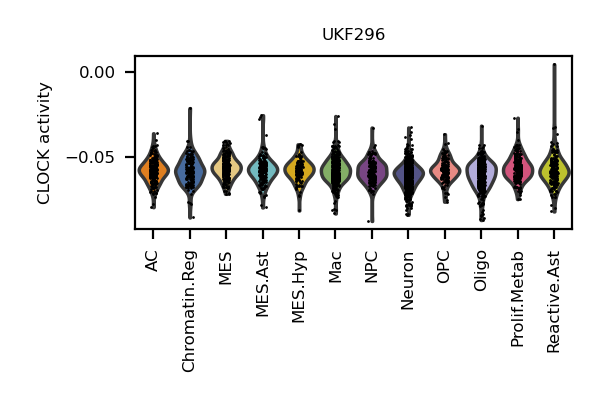 UKF296
CLOCK activity
0.00
−0.05
AC
Chromatin.Reg
MES
MES.Ast
MES.Hyp
Mac
NPC
Neuron
OPC
Oligo
Prolif.Metab
Reactive.Ast